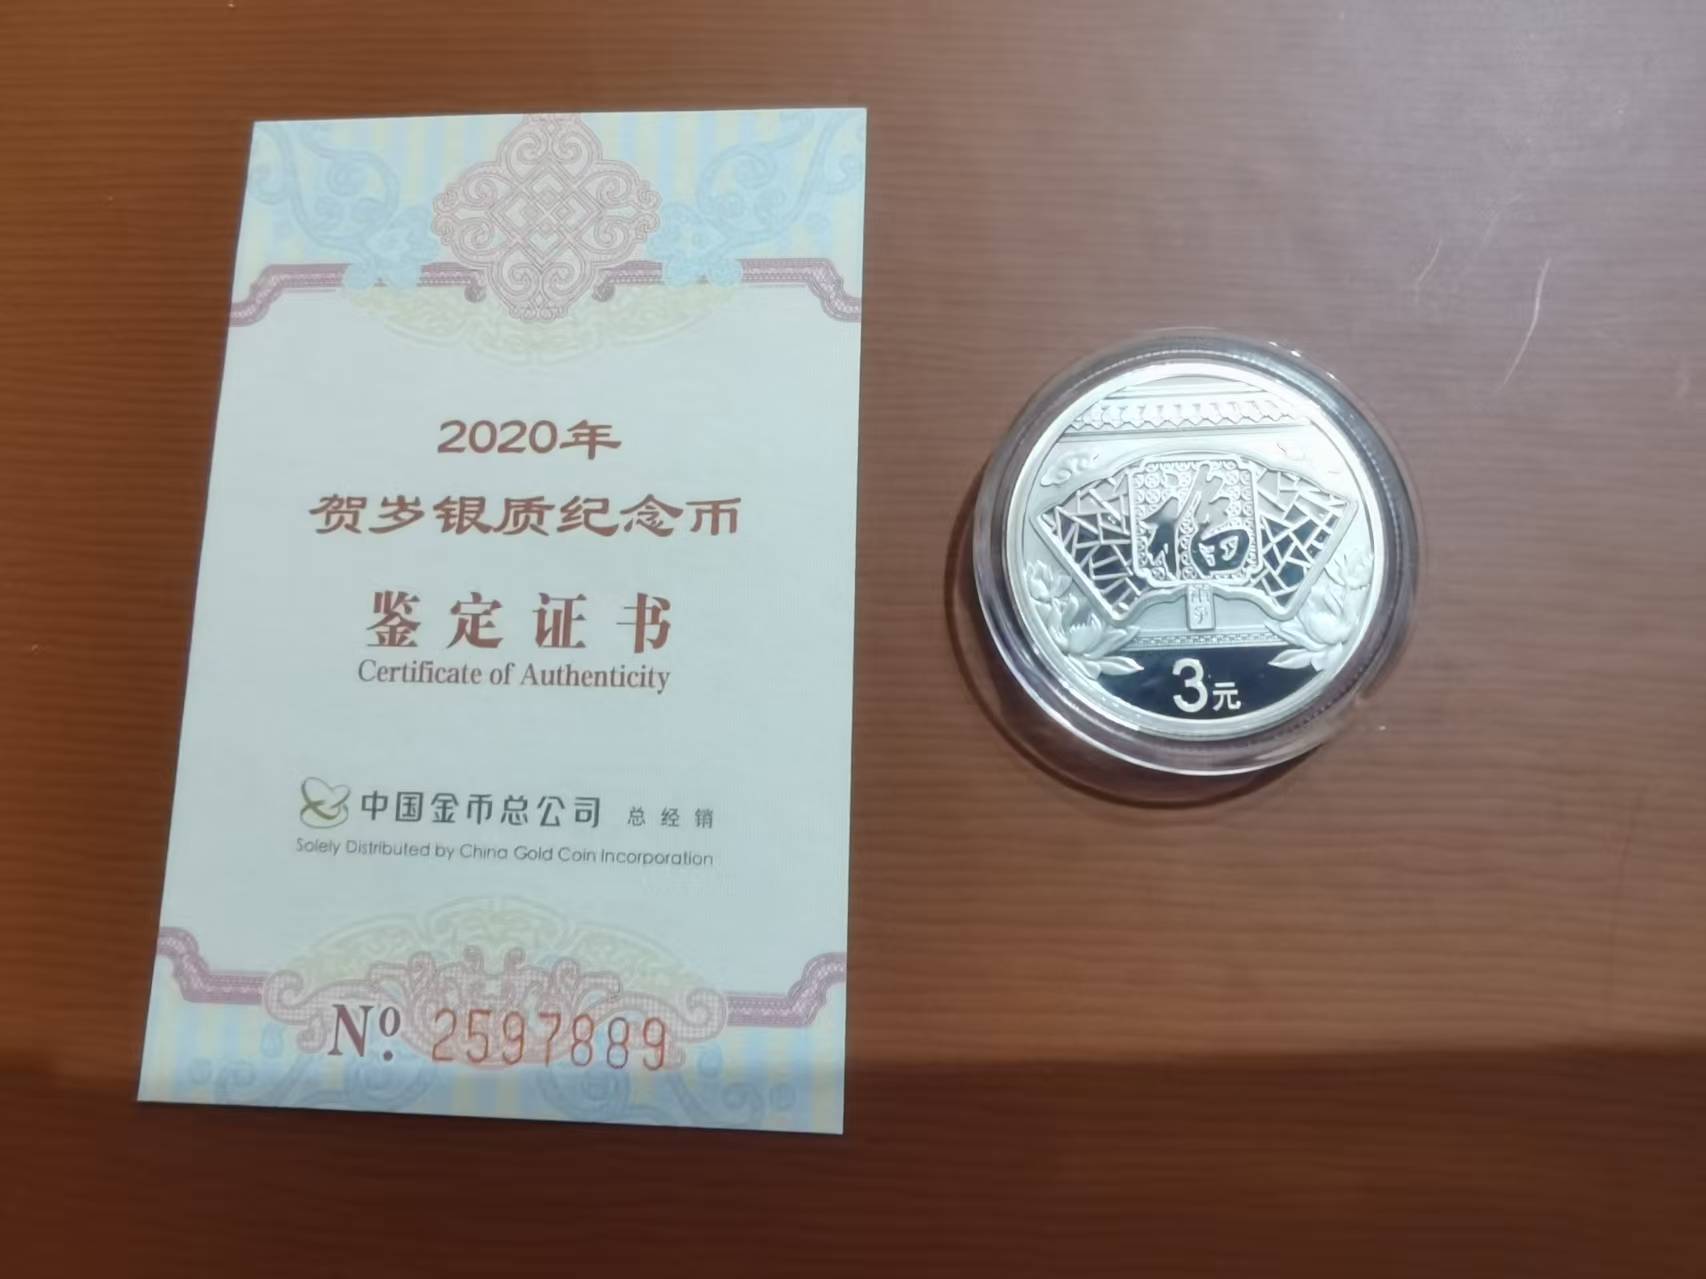 2020年
贺岁银质纪念币
鉴定证书
Certificate of Authenticity
中国金币总公司 总经销
Solely Distributed by China Gold Coin Incorporation
Nº. 2597889
福
3元